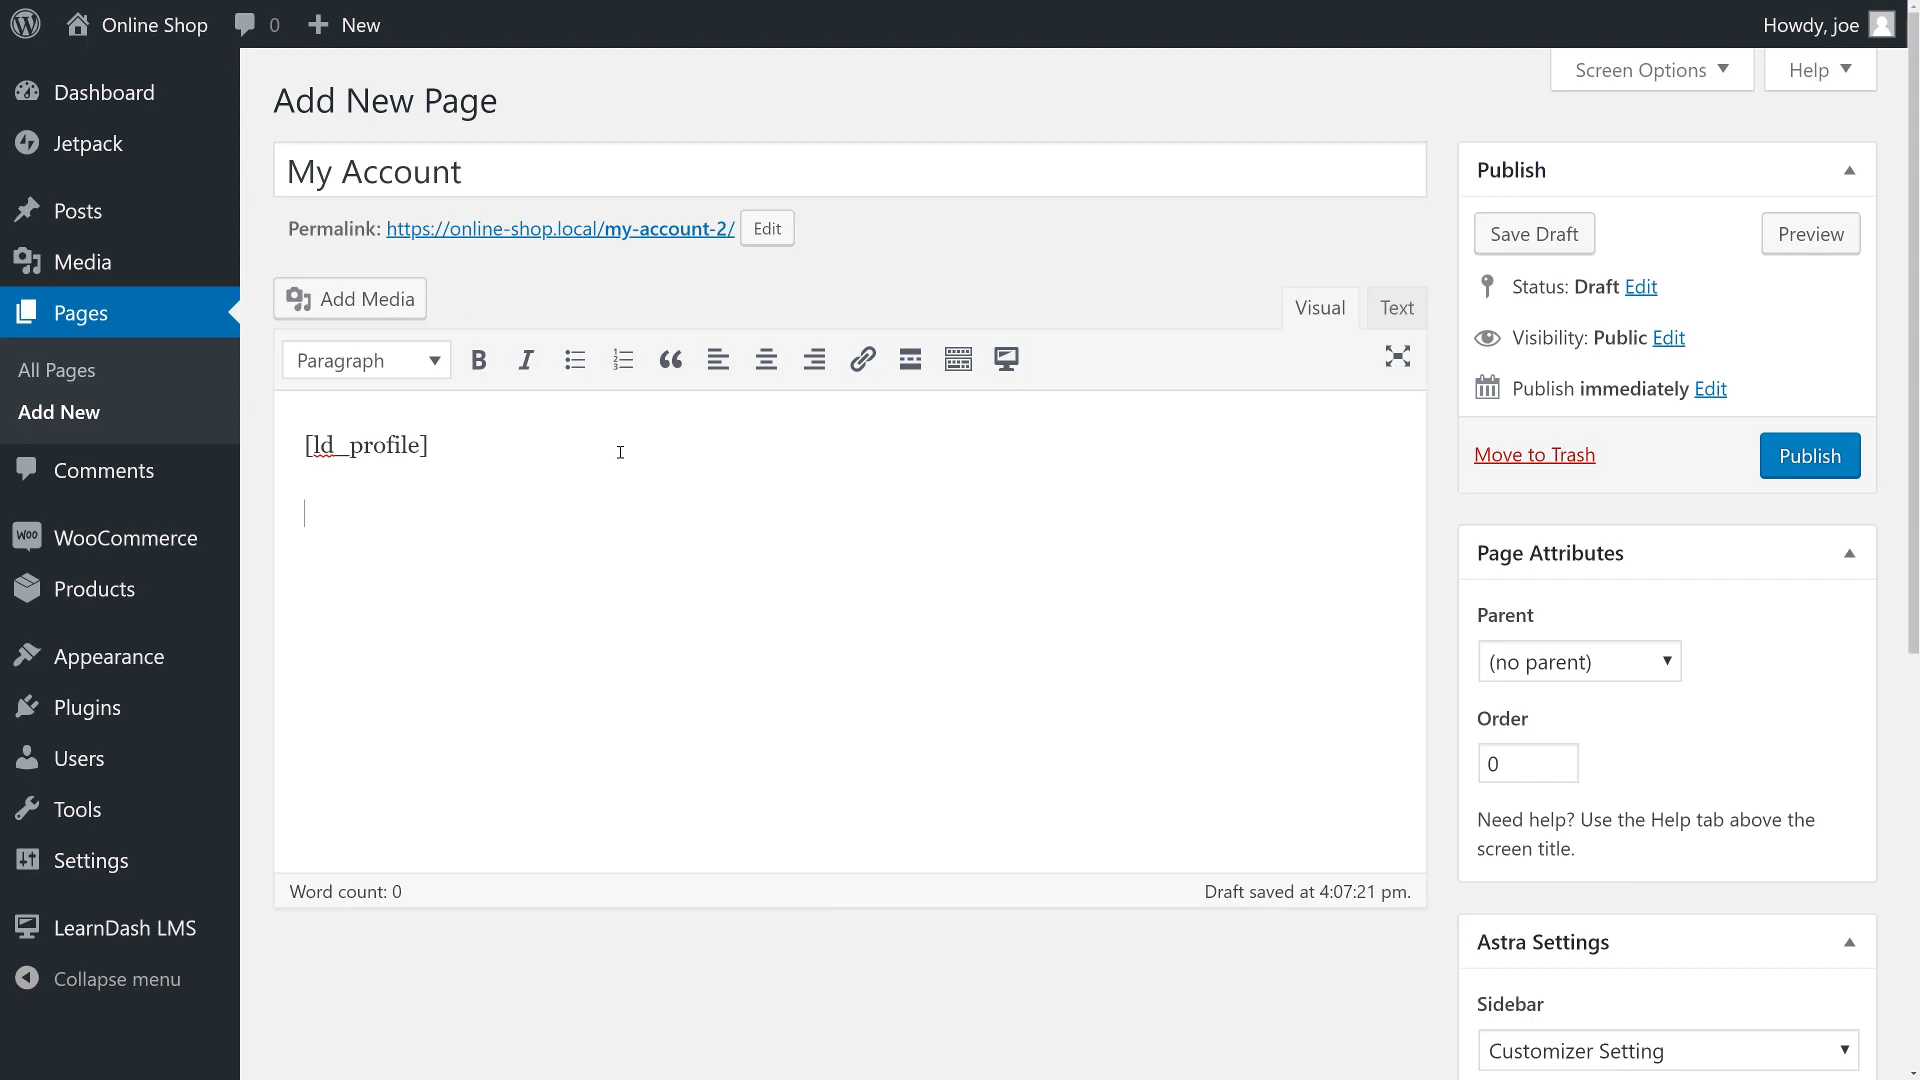 Online Shop
0
New
Howdy, joe
Dashboard
Jetpack
Posts
Media
Pages
All Pages
Add New
Comments
Woo WooCommerce
Products
Appearance
Plugins
Users
Tools
Settings
LearnDash LMS
Collapse menu
Screen Options
Help
Add New Page
My Account
Permalink: https://online-shop.local/my-account-2/ Edit
Add Media
Visual
Text
Paragraph
[ld_profile]
Word count: 0
Draft saved at 4:07:21 pm.
Publish
Save Draft
Preview
Status: Draft Edit
Visibility: Public Edit
Publish immediately Edit
Move to Trash
Publish
Page Attributes
Parent
(no parent)
Order
0
Need help? Use the Help tab above the
screen title.
Astra Settings
Sidebar
Customizer Setting